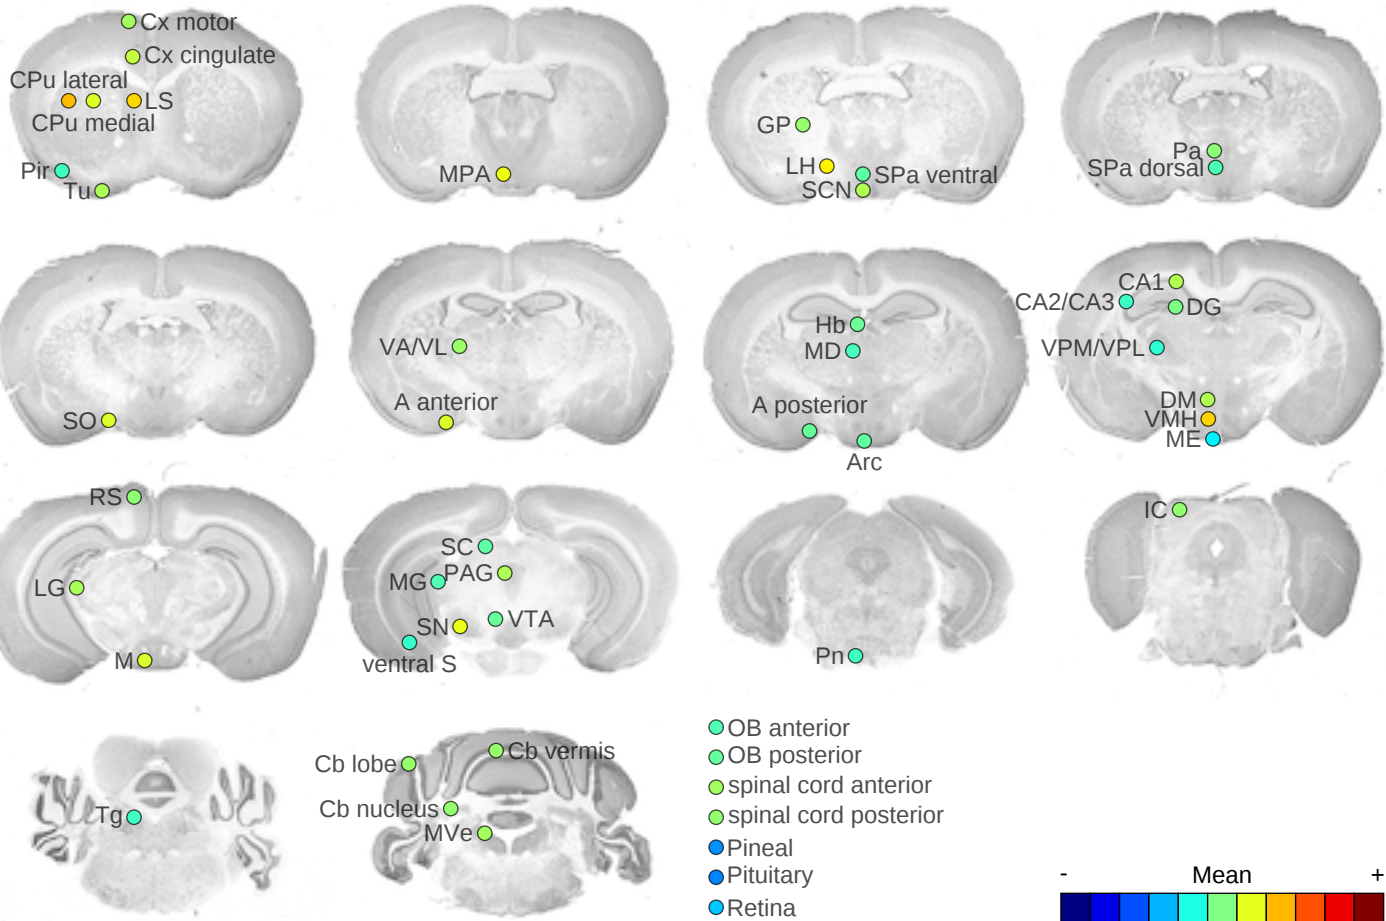 Cx motor
Cx cingulate
CPu lateral
LS
CPu medial
Pir
Tu
MPA
GP
LH
SPa ventral
SCN
Pa
SPa dorsal
SO
VA/VL
A anterior
Hb
MD
A posterior
Arc
CA1
CA2/CA3
DG
VPM/VPL
DM
VMH
ME
RS
LG
M
SC
MG
PAG
SN
VTA
ventral S
Pn
IC
Tg
Cb lobe
Cb vermis
Cb nucleus
MVe
OB anterior
OB posterior
spinal cord anterior
spinal cord posterior
Pineal
Pituitary
Retina
- Mean +